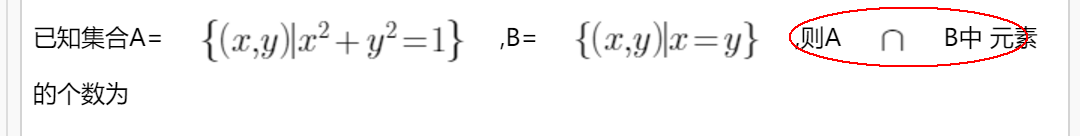 已知集合A= {(x,y)|x²+y²=1} ,B= {(x,y)|x=y} ,则A ∩ B中 元素
的个数为